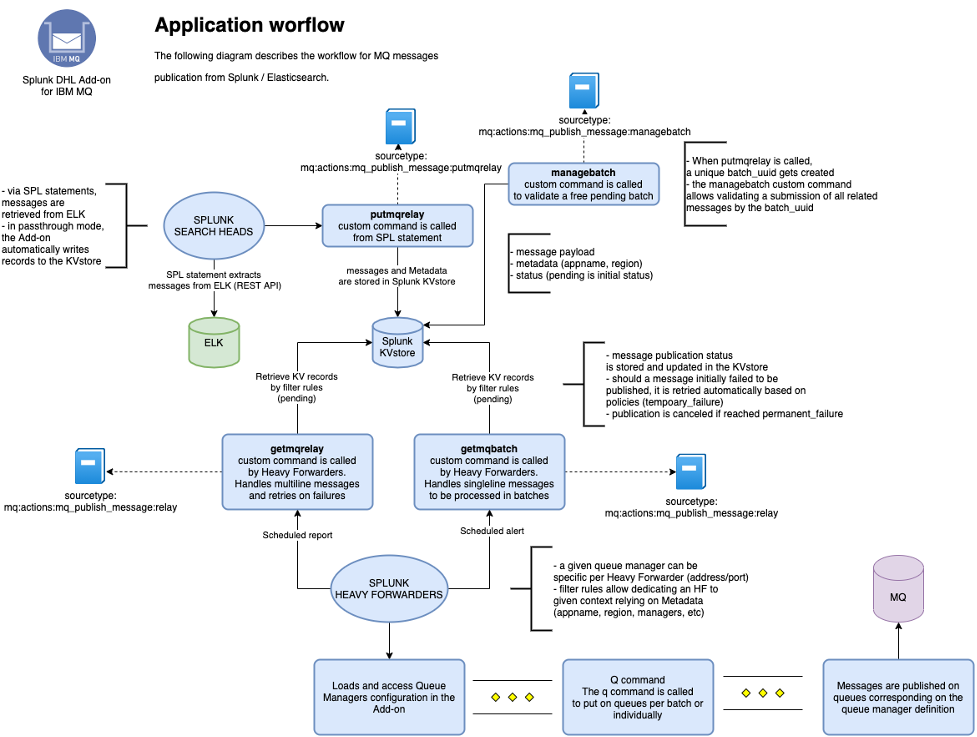 IBM MQ
Splunk DHL Add-on
for IBM MQ
Application worflow
The following diagram describes the workflow for MQ messages
publication from Splunk / Elasticsearch.
sourcetype:
mq:actions:mq_publish_message:managebatch
sourcetype:
mq:actions:mq_publish_message:putmqrelay
managebatch
custom command is called
to validate a free pending batch
- When putmqrelay is called,
a unique batch_uuid gets created
- the managebatch custom command
allows validating a submission of all related
messages by the batch_uuid
- via SPL statements,
messages are
retrieved from ELK
- in passthrough mode,
the Add-on
automatically writes
records to the KVstore
SPLUNK
SEARCH HEADS
putmqrelay
custom command is called
from SPL statement
- message payload
- metadata (appname, region)
- status (pending is initial status)
SPL statement extracts
messages from ELK (REST API)
messages and Metadata
are stored in Splunk KVstore
ELK
Splunk
KVstore
Retrieve KV records
by filter rules
(pending)
Retrieve KV records
by filter rules
(pending)
- message publication status
is stored and updated in the KVstore
- should a message initially failed to be
published, it is retried automatically based on
policies (tempoary_failure)
- publication is canceled if reached permanent_failure
getmqrelay
custom command is called
by Heavy Forwarders.
Handles multiline messages
and retries on failures
getmqbatch
custom command is called
by Heavy Forwarders.
Handles singleline messages
to be processed in batches
sourcetype:
mq:actions:mq_publish_message:relay
sourcetype:
mq:actions:mq_publish_message:relay
Scheduled report
Scheduled alert
SPLUNK
HEAVY FORWARDERS
- a given queue manager can be
specific per Heavy Forwarder (address/port)
- filter rules allow dedicating an HF to
given context relying on Metadata
(appname, region, managers, etc)
MQ
Loads and access Queue
Managers configuration in the
Add-on
Q command
The q command is called
to put on queues per batch or
individually
Messages are published on
queues corresponding on the
queue manager definition